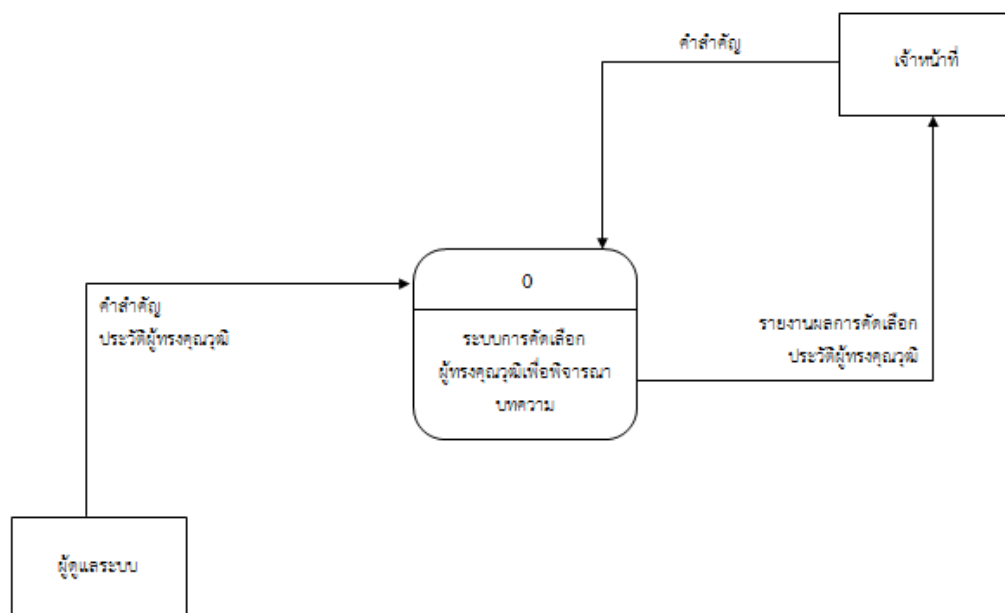 คำสำคัญ
เจ้าหน้าที่
0
ระบบการคัดเลือก
ผู้ทรงคุณวุฒิเพื่อพิจารณา
บทความ
คำสำคัญ
ประวัติผู้ทรงคุณวุฒิ
รายงานผลการคัดเลือก
ประวัติผู้ทรงคุณวุฒิ
ผู้ดูแลระบบ